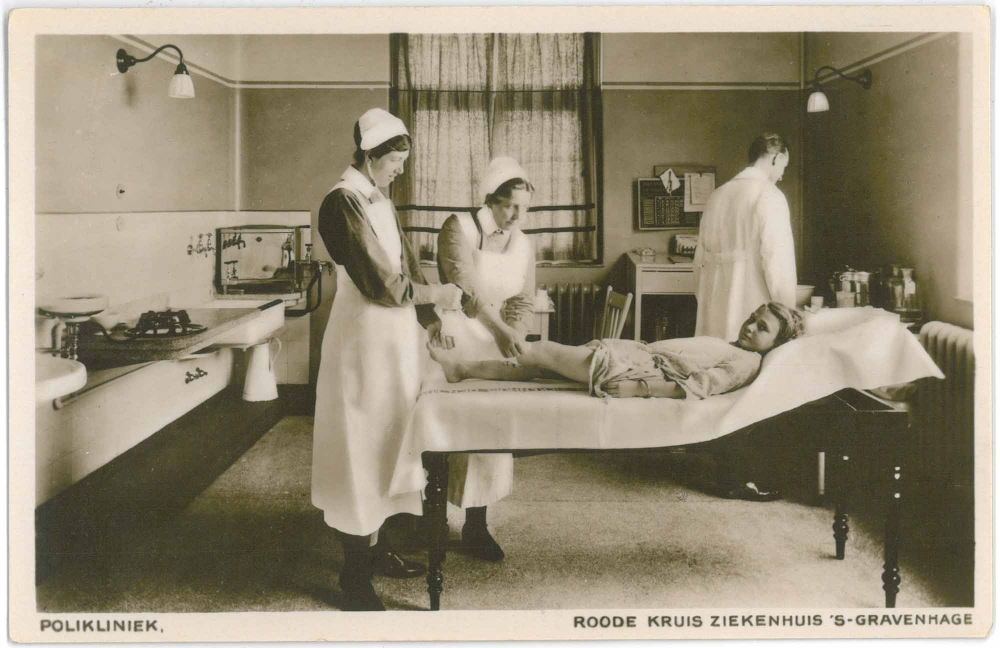 POLIKLINIEK,
ROODE KRUIS ZIEKENHUIS 'S-GRAVENHAGE